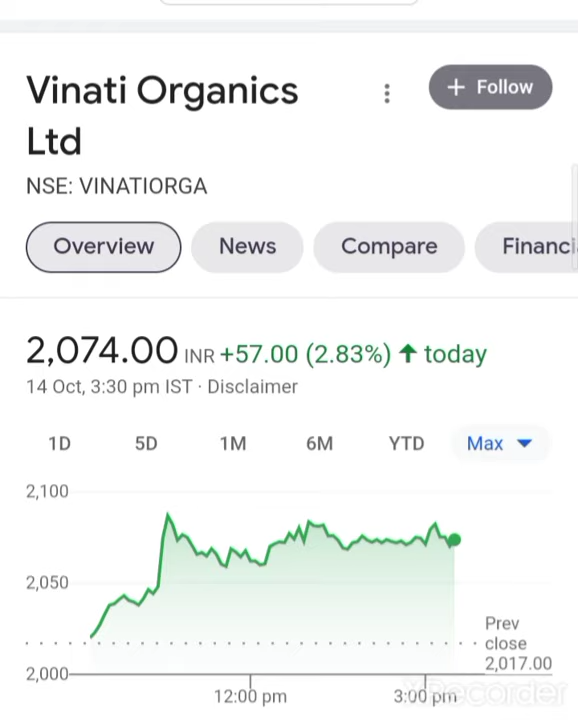 Vinati Organics
Ltd
+ Follow
NSE: VINATIORGA
Overview News Compare Financi
2,074.00 INR +57.00 (2.83%) ↑ today
14 Oct, 3:30 pm IST · Disclaimer
1D 5D 1M 6M YTD Max
2,100
2,050
Prev
close
2,017.00
2,000
12:00 pm 3:00 pm
XRecorder